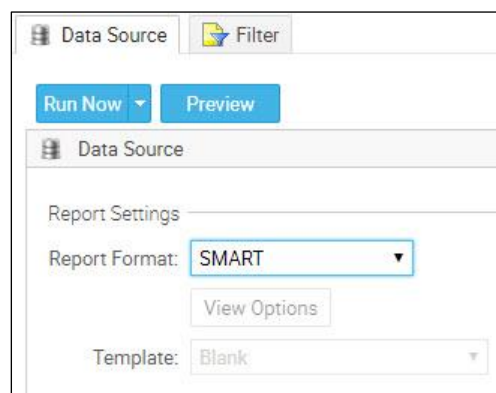 Data Source Filter
Run Now Preview
Data Source
Report Settings
Report Format: SMART
View Options
Template: Blank